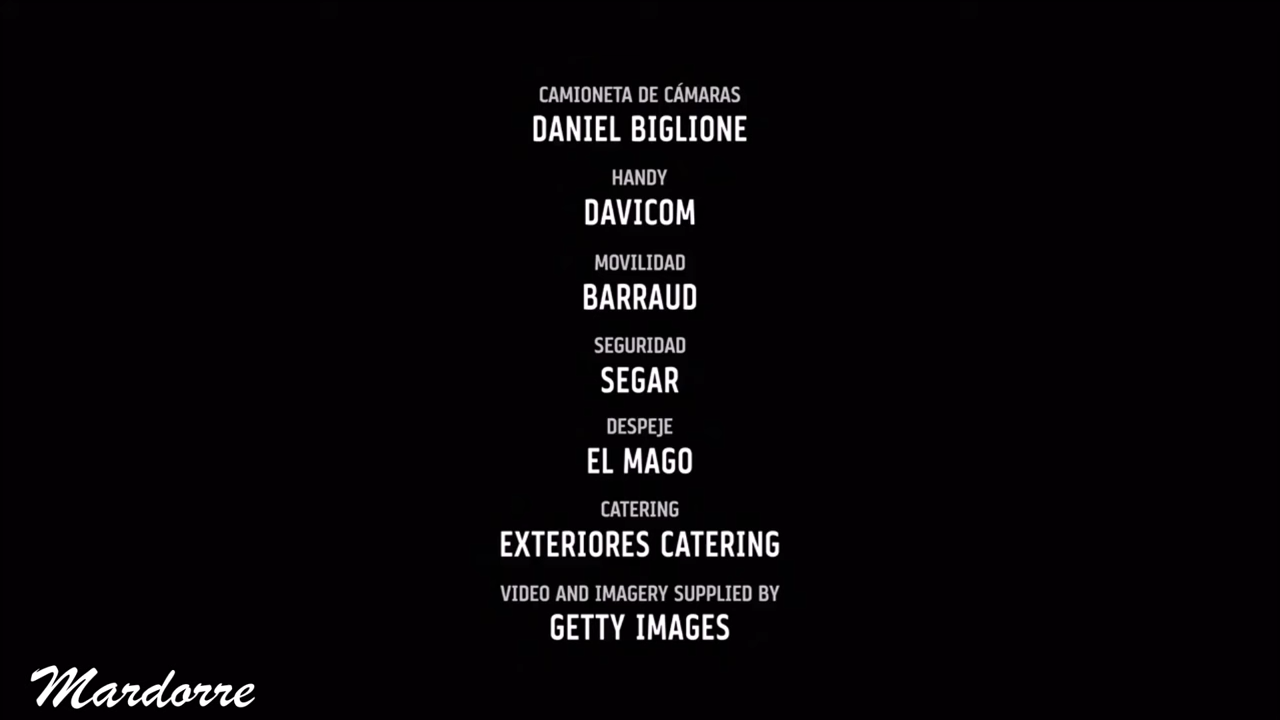 CAMIONETA DE CÁMARAS
DANIEL BIGLIONE
HANDY
DAVICOM
MOVILIDAD
BARRAUD
SEGURIDAD
SEGAR
DESPEJE
EL MAGO
CATERING
EXTERIORES CATERING
VIDEO AND IMAGERY SUPPLIED BY
GETTY IMAGES
Mardorre